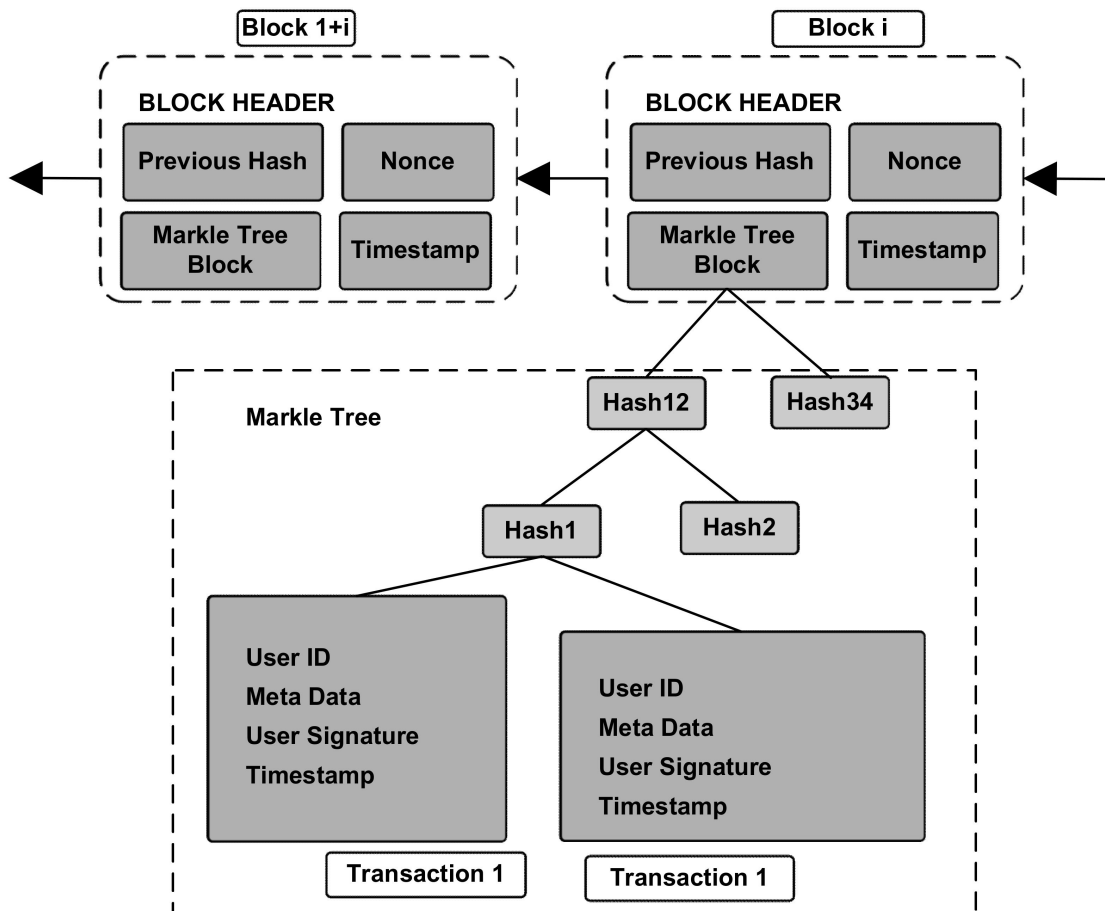 Block 1+i
BLOCK HEADER
Previous Hash
Nonce
Markle Tree
Block
Timestamp
Block i
BLOCK HEADER
Previous Hash
Nonce
Markle Tree
Block
Timestamp
Markle Tree
Hash12
Hash34
Hash1
Hash2
User ID
Meta Data
User Signature
Timestamp
Transaction 1
User ID
Meta Data
User Signature
Timestamp
Transaction 1